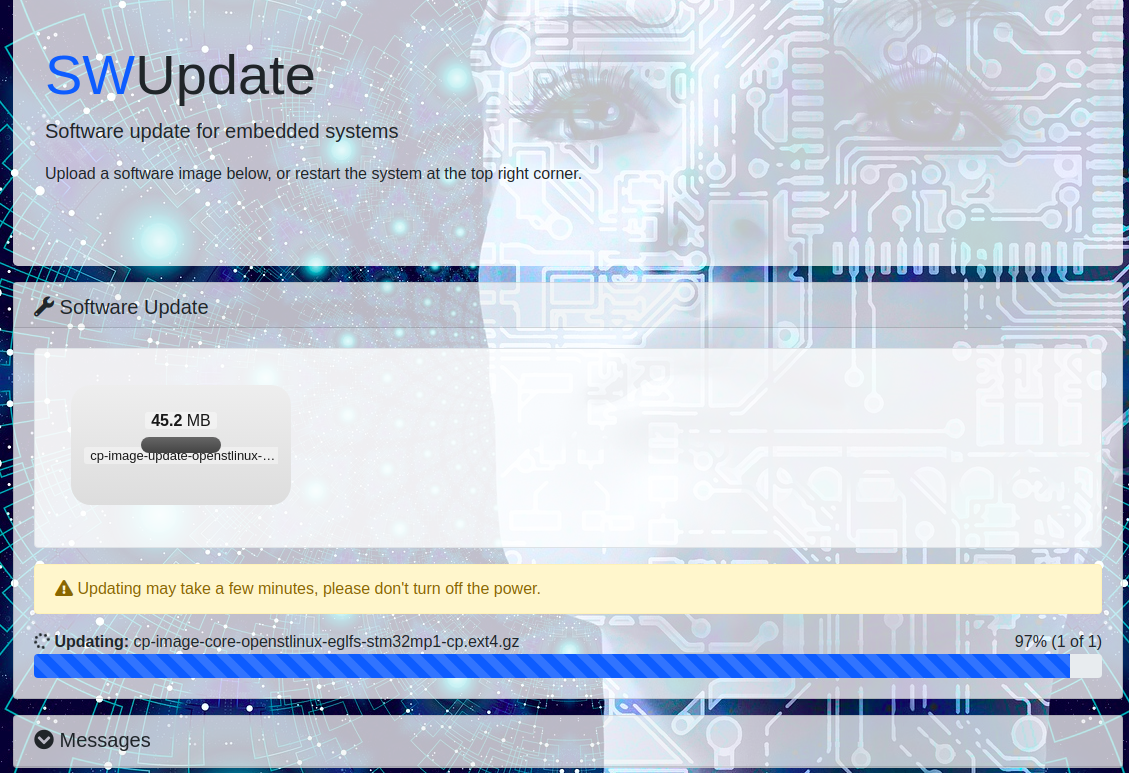 SWUpdate
Software update for embedded systems
Upload a software image below, or restart the system at the top right corner.
Software Update
45.2 MB
cp-image-update-openstlinux-…
Updating may take a few minutes, please don't turn off the power.
Updating: cp-image-core-openstlinux-eglfs-stm32mp1-cp.ext4.gz 97% (1 of 1)
Messages